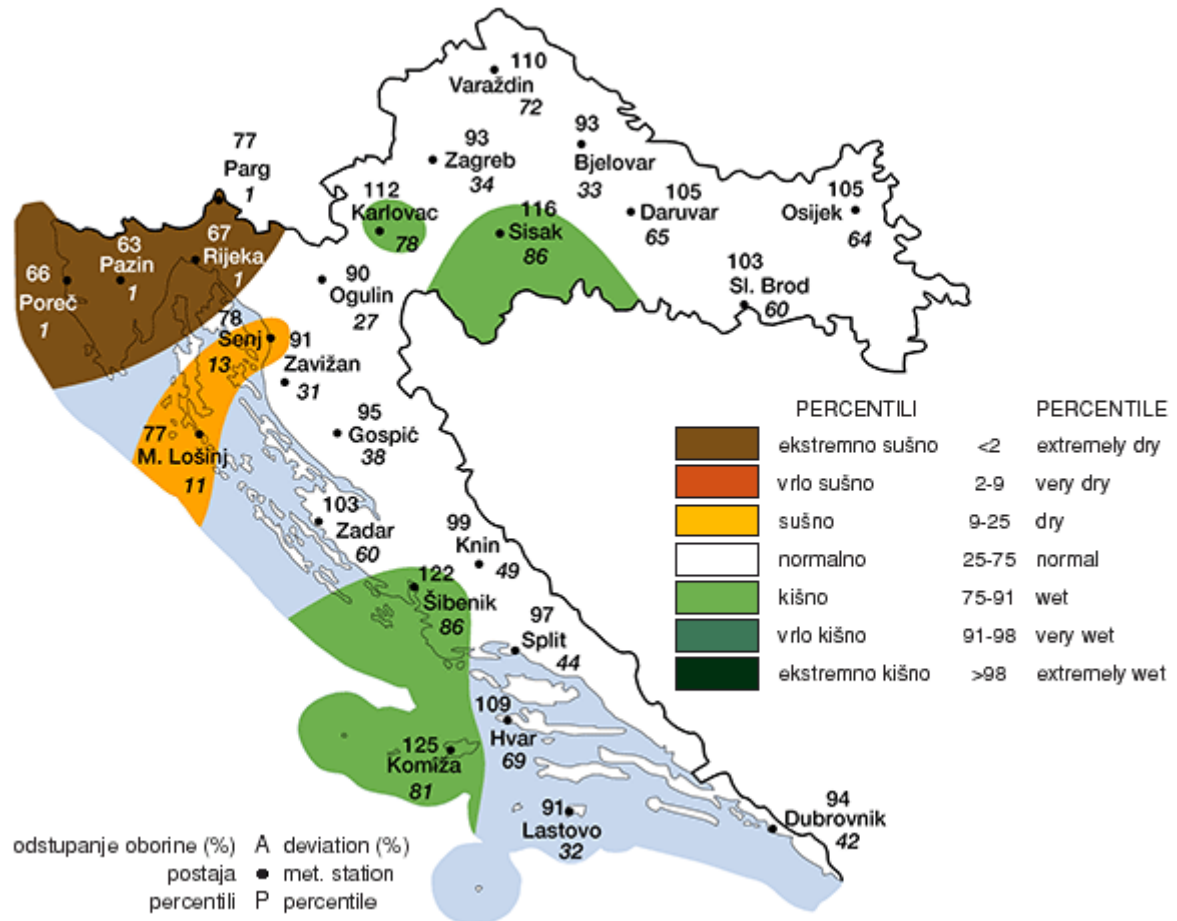 110
Varaždin
72
93
Zagreb
34
93
Bjelovar
33
77
Parg
1
112
Karlovac
78
116
Sisak
86
105
Daruvar
65
105
Osijek
64
66
Poreč
1
63
Pazin
1
67
Rijeka
1
90
Ogulin
27
103
Sl. Brod
60
78
Senj
13
91
Zavižan
31
95
Gospić
38
77
M. Lošinj
11
103
Zadar
60
99
Knin
49
122
Šibenik
86
97
Split
44
109
Hvar
69
125
Komiža
81
91
Lastovo
32
94
Dubrovnik
42
PERCENTILI PERCENTILE
ekstremno sušno <2 extremely dry
vrlo sušno 2-9 very dry
sušno 9-25 dry
normalno 25-75 normal
kišno 75-91 wet
vrlo kišno 91-98 very wet
ekstremno kišno >98 extremely wet
odstupanje oborine (%) A deviation (%)
postaja ● met. station
percentili P percentile